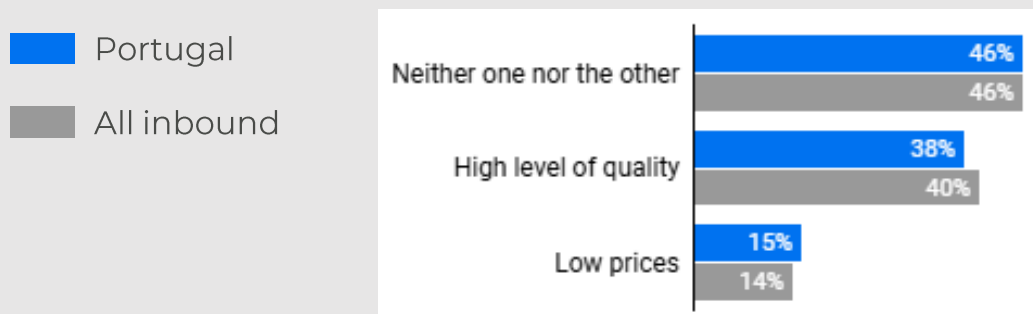 Portugal
All inbound
Neither one nor the other
46%
46%
High level of quality
38%
40%
Low prices
15%
14%